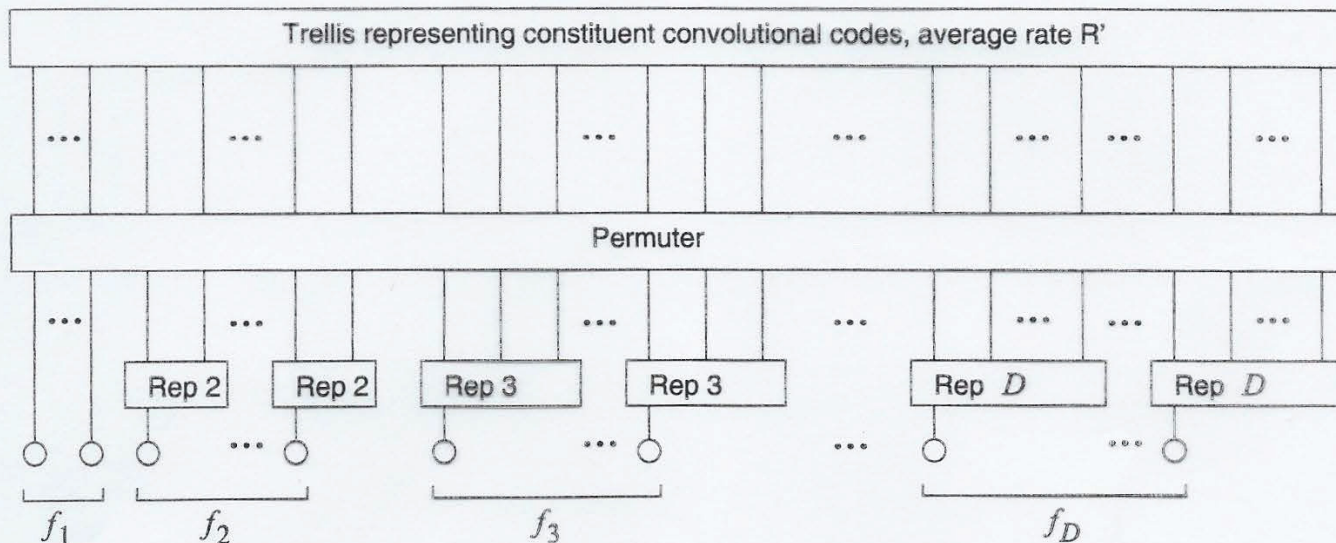 Trellis representing constituent convolutional codes, average rate R'
... ... ... ... ... ... ...
Permuter
... ... ... ... ... ... ...
Rep 2 Rep 2 Rep 3 Rep 3 Rep D Rep D
... ... ... ...
f1 f2 f3 fD